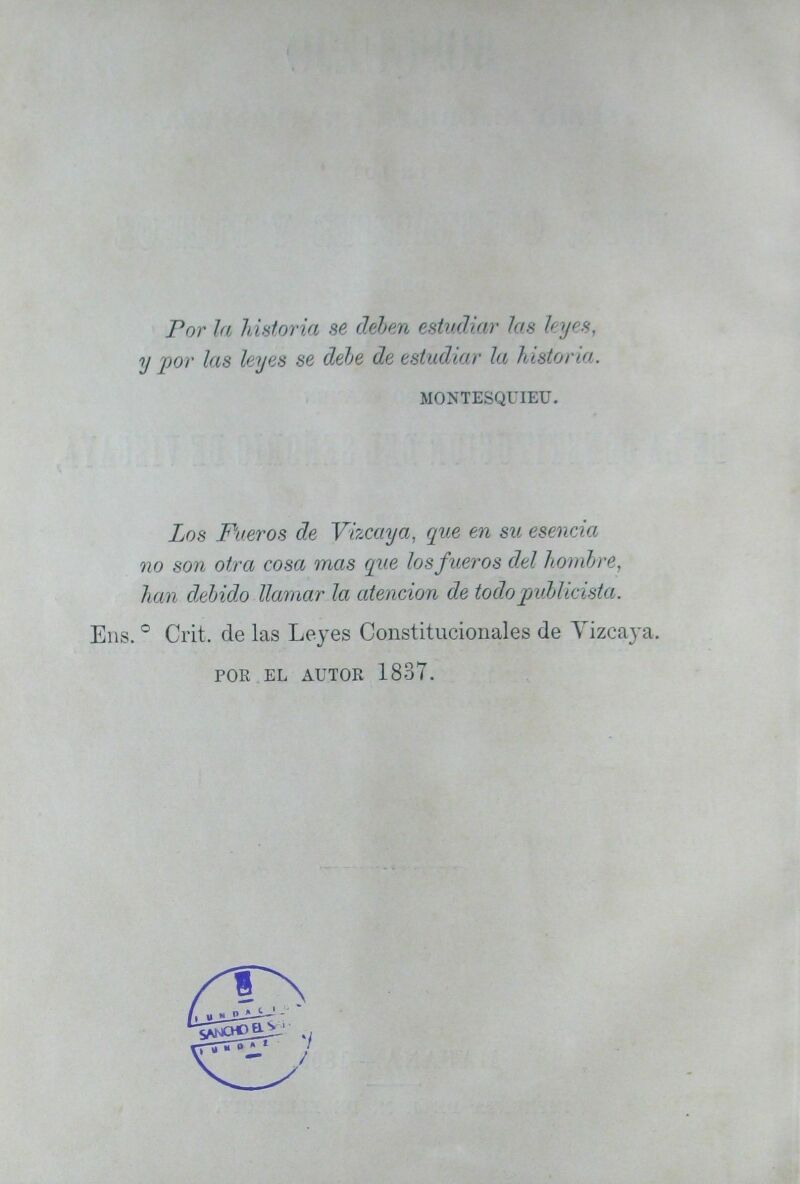 Por la historia se deben estudiar las leyes,
y por las leyes se debe de estudiar la historia.
MONTESQUIEU.
Los Fueros de Vizcaya, que en su esencia
no son otra cosa mas que los fueros del hombre,
han debido llamar la atencion de todo publicista.
Ens.° Crit. de las Leyes Constitucionales de Vizcaya.
POR EL AUTOR 1837.
SANCHO EL